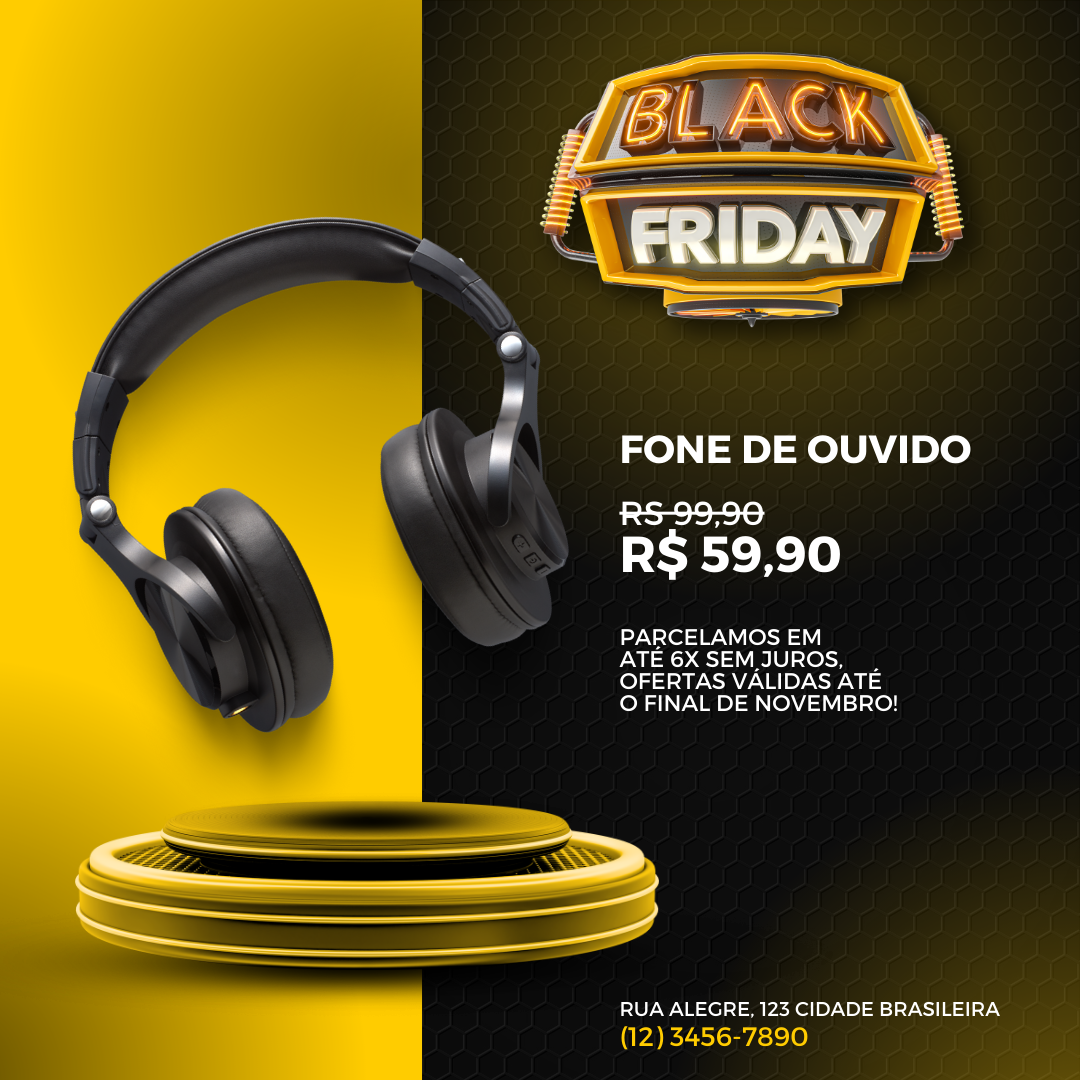 BLACK
FRIDAY
FONE DE OUVIDO
R$ 99,90
R$ 59,90
PARCELAMOS EM
ATÉ 6X SEM JUROS,
OFERTAS VÁLIDAS ATÉ
O FINAL DE NOVEMBRO!
RUA ALEGRE, 123 CIDADE BRASILEIRA
(12) 3456-7890